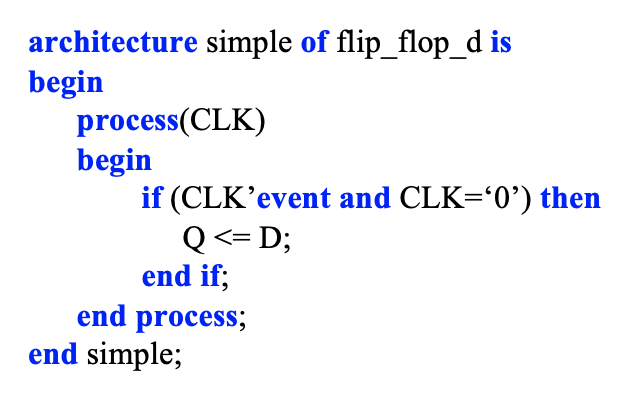 architecture simple of flip_flop_d is
begin
process(CLK)
begin
if (CLK’event and CLK=‘0’) then
Q <= D;
end if;
end process;
end simple;